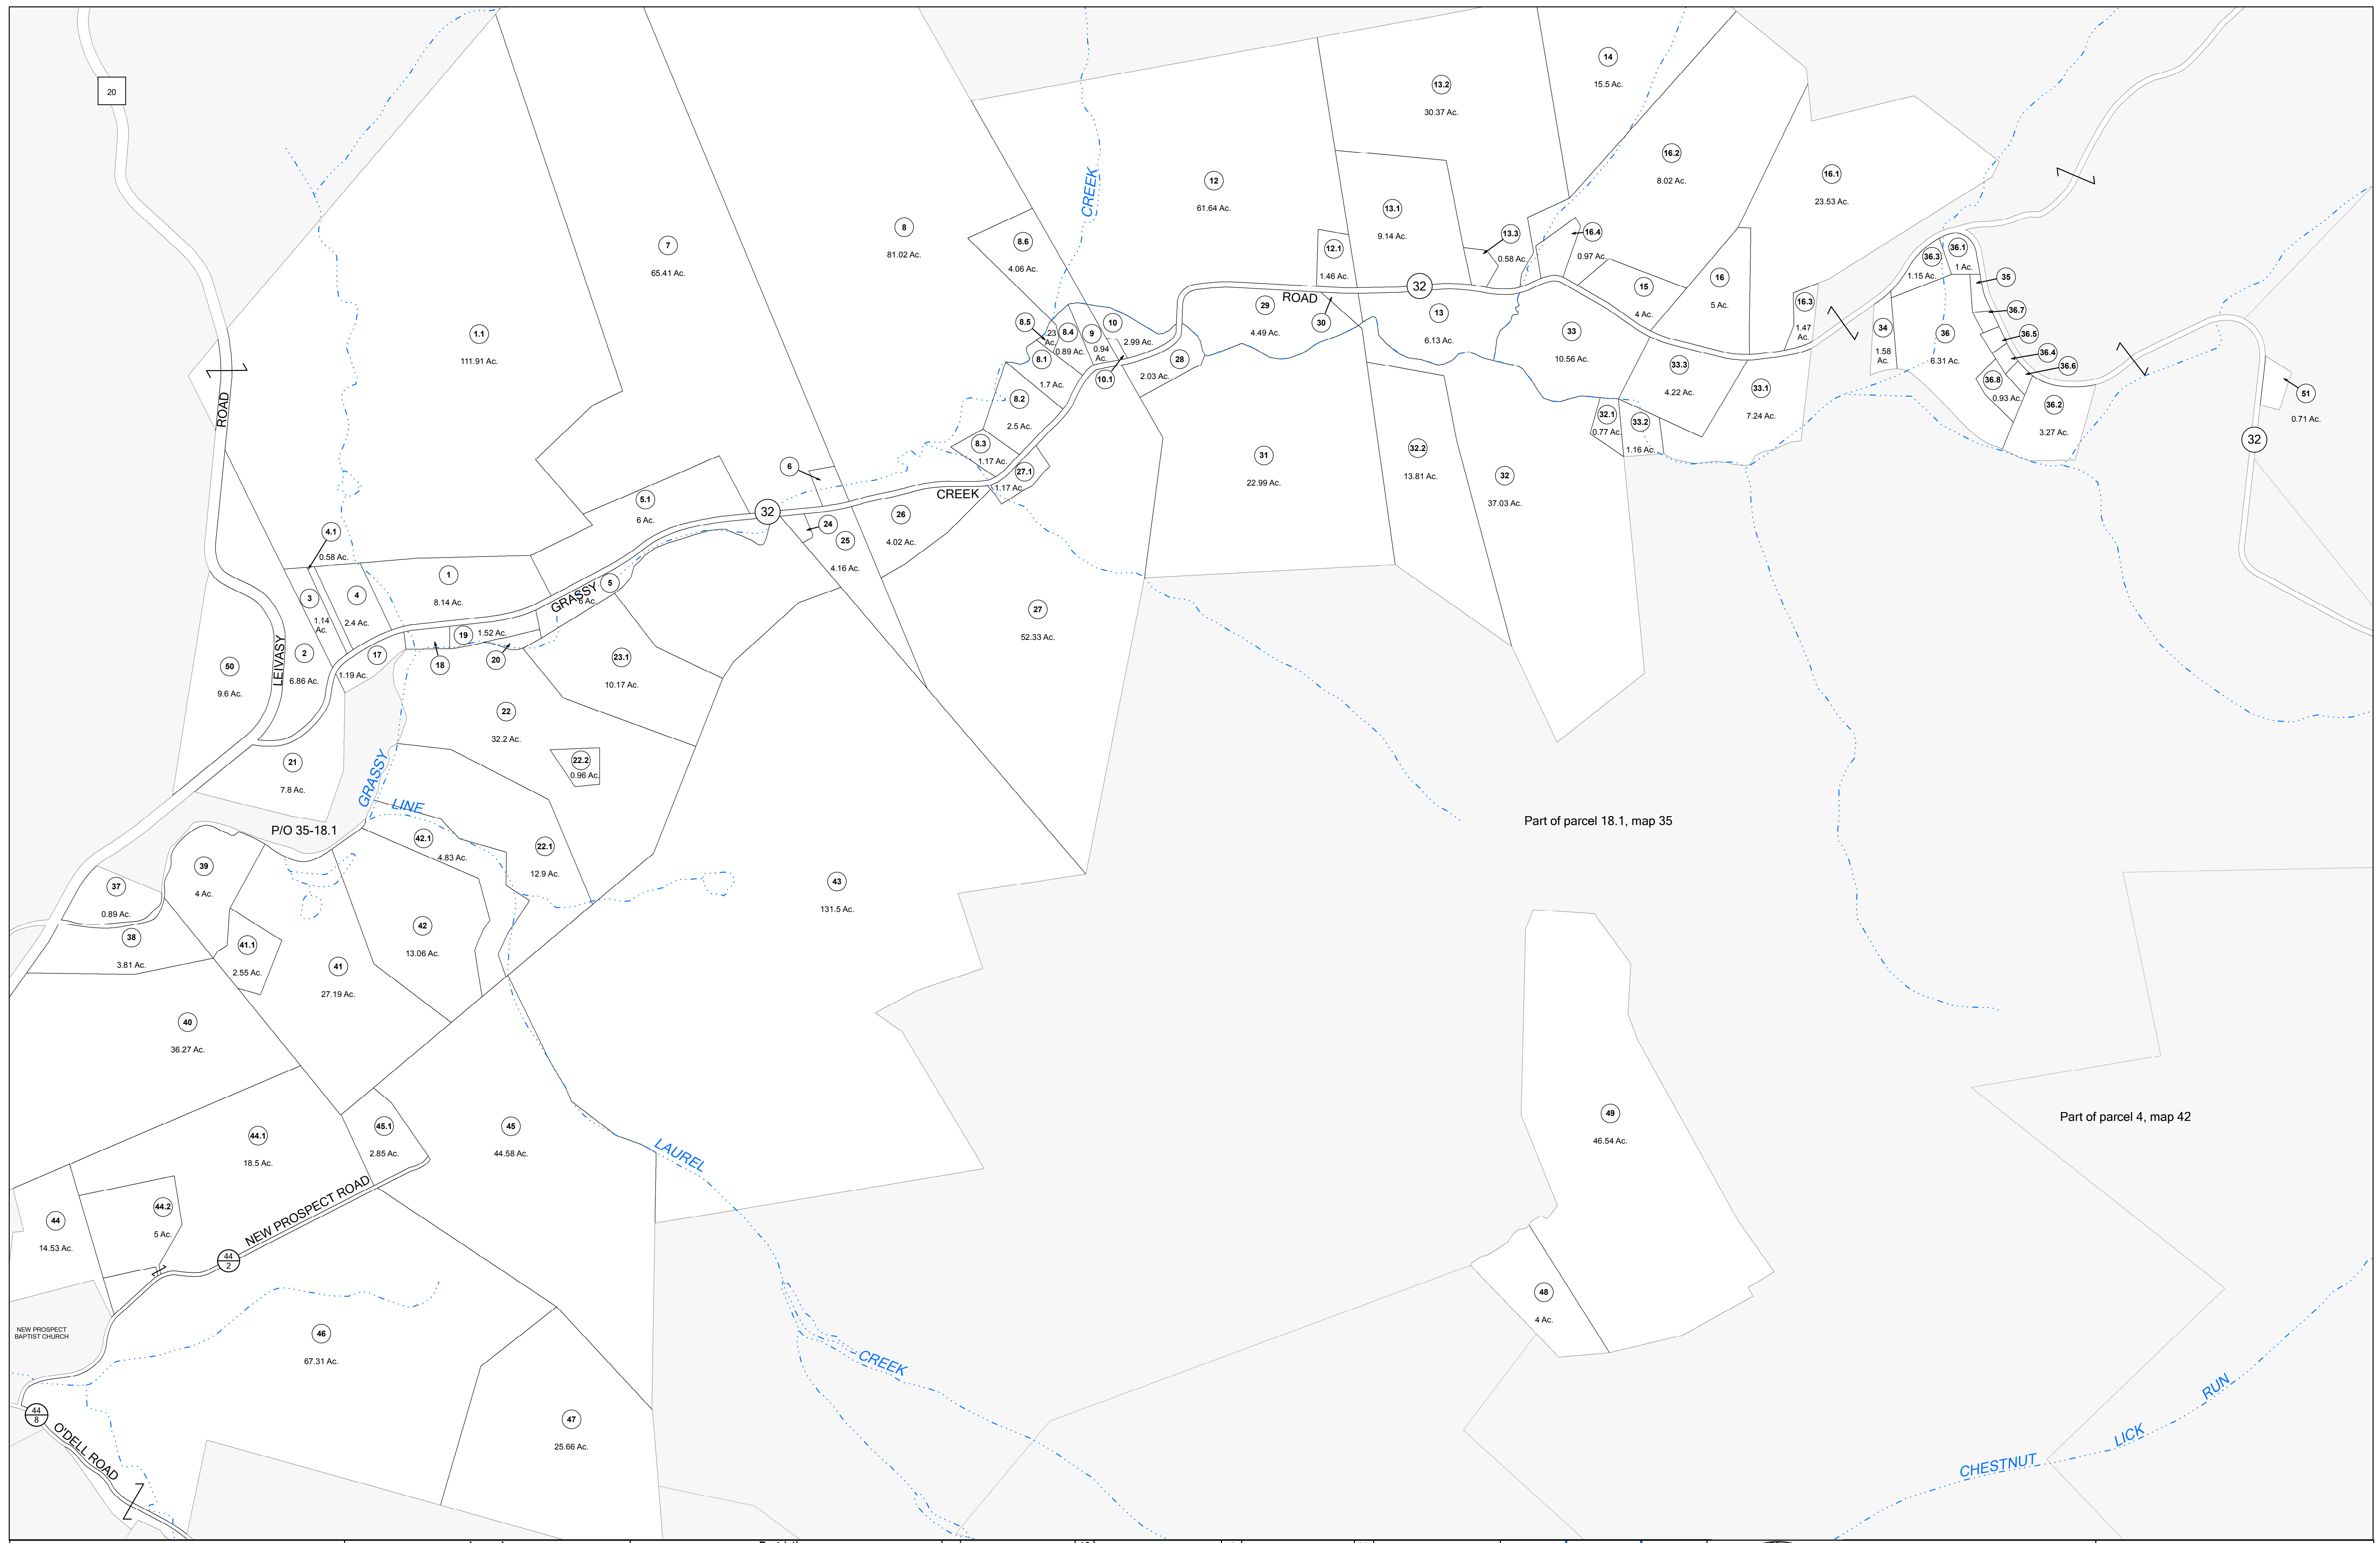 20
14
15.5 Ac.
13.2
30.37 Ac.
16.2
8.02 Ac.
16.1
23.53 Ac.
12
61.64 Ac.
CREEK
13.1
9.14 Ac.
8
81.02 Ac.
8.6
4.06 Ac.
7
65.41 Ac.
12.1
1.46 Ac.
13.3
0.58 Ac.
16.4
0.97 Ac.
36.3
1.15 Ac.
36.1
1 Ac.
35
16
5 Ac.
15
4 Ac.
16.3
1.47
Ac.
32
ROAD
30
29
4.49 Ac.
13
6.13 Ac.
33
10.56 Ac.
34
1.58
Ac.
36
6.31 Ac.
36.7
36.5
36.4
36.6
36.8
0.93 Ac.
36.2
3.27 Ac.
51
0.71 Ac.
32
1.1
111.91 Ac.
8.5
.23
Ac.
8.4
0.89 Ac.
9
0.94
Ac.
10
2.99 Ac.
8.1
1.7 Ac.
10.1
28
2.03 Ac.
33.3
4.22 Ac.
33.1
7.24 Ac.
ROAD
8.2
2.5 Ac.
32.1
0.77 Ac.
33.2
1.16 Ac.
8.3
1.17 Ac.
27.1
1.17 Ac.
31
22.99 Ac.
32.2
13.81 Ac.
32
37.03 Ac.
6
CREEK
5.1
6 Ac.
32
24
25
4.16 Ac.
26
4.02 Ac.
4.1
0.58 Ac.
1
8.14 Ac.
3
1.14
Ac.
4
2.4 Ac.
5
6 Ac.
GRASSY
27
52.33 Ac.
19
1.52 Ac.
18
20
17
1.19 Ac.
2
6.86 Ac.
LEIVASY
50
9.6 Ac.
23.1
10.17 Ac.
22
32.2 Ac.
22.2
0.96 Ac.
21
7.8 Ac.
GRASSY
LINE
P/O 35-18.1
42.1
4.83 Ac.
22.1
12.9 Ac.
Part of parcel 18.1, map 35
39
4 Ac.
37
0.89 Ac.
38
3.81 Ac.
43
131.5 Ac.
42
13.06 Ac.
41.1
2.55 Ac.
41
27.19 Ac.
40
36.27 Ac.
49
46.54 Ac.
Part of parcel 4, map 42
44.1
18.5 Ac.
45.1
2.85 Ac.
45
44.58 Ac.
LAUREL
44
14.53 Ac.
44.2
5 Ac.
NEW PROSPECT ROAD
44
2
48
4 Ac.
NEW PROSPECT
BAPTIST CHURCH
46
67.31 Ac.
CREEK
44
8
O'DELL ROAD
47
25.66 Ac.
CHESTNUT
LICK
RUN